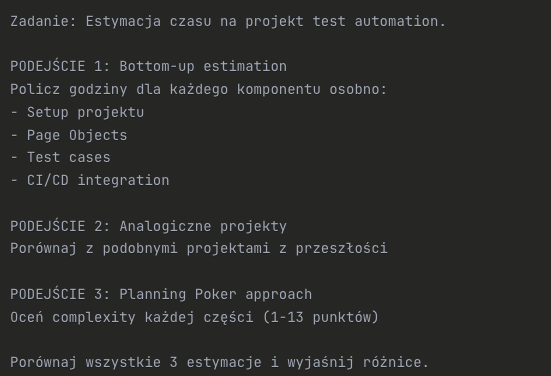 Zadanie: Estymacja czasu na projekt test automation.
PODEJŚCIE 1: Bottom-up estimation
Policz godziny dla każdego komponentu osobno:
- Setup projektu
- Page Objects
- Test cases
- CI/CD integration
PODEJŚCIE 2: Analogiczne projekty
Porównaj z podobnymi projektami z przeszłości
PODEJŚCIE 3: Planning Poker approach
Oceń complexity każdej części (1-13 punktów)
Porównaj wszystkie 3 estymacje i wyjaśnij różnice.